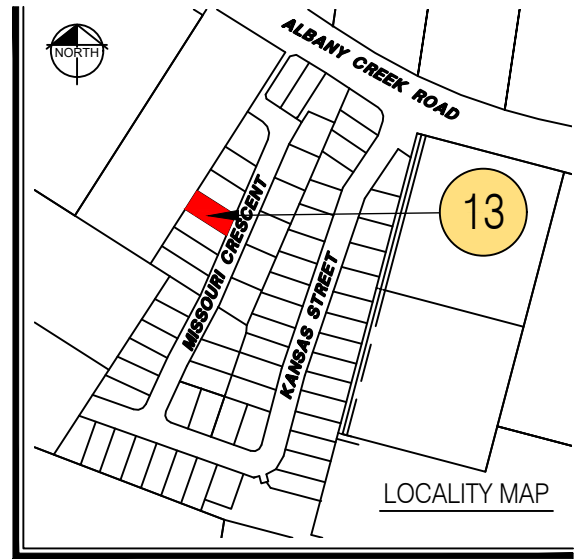 NORTH
ALBANY CREEK ROAD
13
MISSOURI CRESCENT
KANSAS STREET
LOCALITY MAP